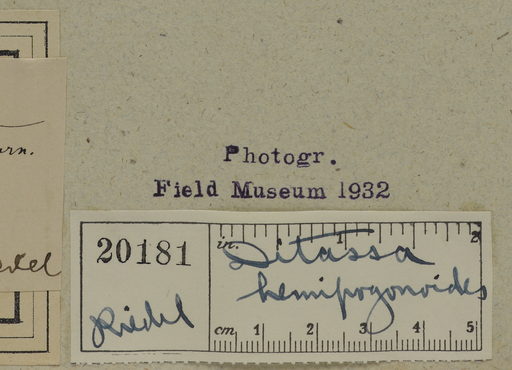 Photogr.
Field Museum 1932
20181
Riedel
in. 1 2
Ditassa
hemipogonoides
cm 1 2 3 4 5